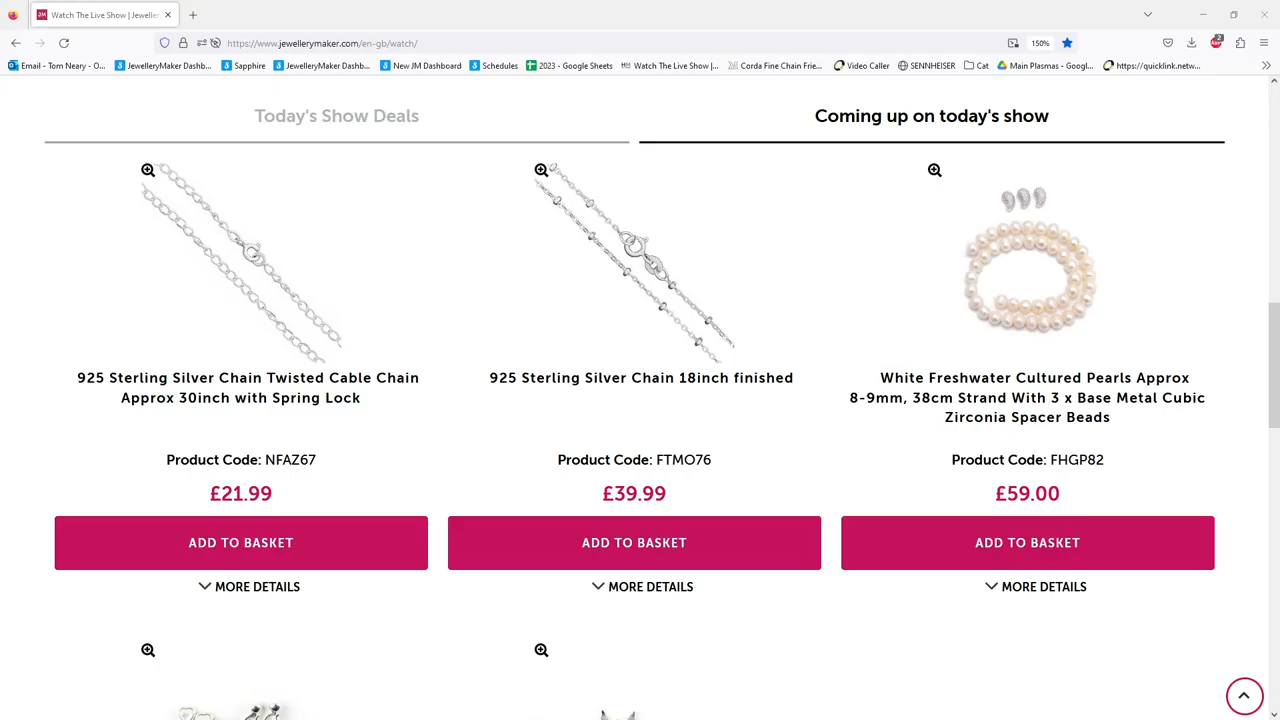 Watch The Live Show | Jeweller
https://www.jewellerymaker.com/en-gb/watch/
150%
2
Email - Tom Neary - O...
JewelleryMaker Dashb...
Sapphire
JewelleryMaker Dashb...
New JM Dashboard
Schedules
2023 - Google Sheets
Watch The Live Show |...
Corda Fine Chain Frie...
Video Caller
SENNHEISER
Cat
Main Plasmas - Googl...
https://quicklink.netw...
Today's Show Deals
Coming up on today's show
925 Sterling Silver Chain Twisted Cable Chain
Approx 30inch with Spring Lock
Product Code: NFAZ67
£21.99
ADD TO BASKET
MORE DETAILS
925 Sterling Silver Chain 18inch finished
Product Code: FTMO76
£39.99
ADD TO BASKET
MORE DETAILS
White Freshwater Cultured Pearls Approx
8-9mm, 38cm Strand With 3 x Base Metal Cubic
Zirconia Spacer Beads
Product Code: FHGP82
£59.00
ADD TO BASKET
MORE DETAILS